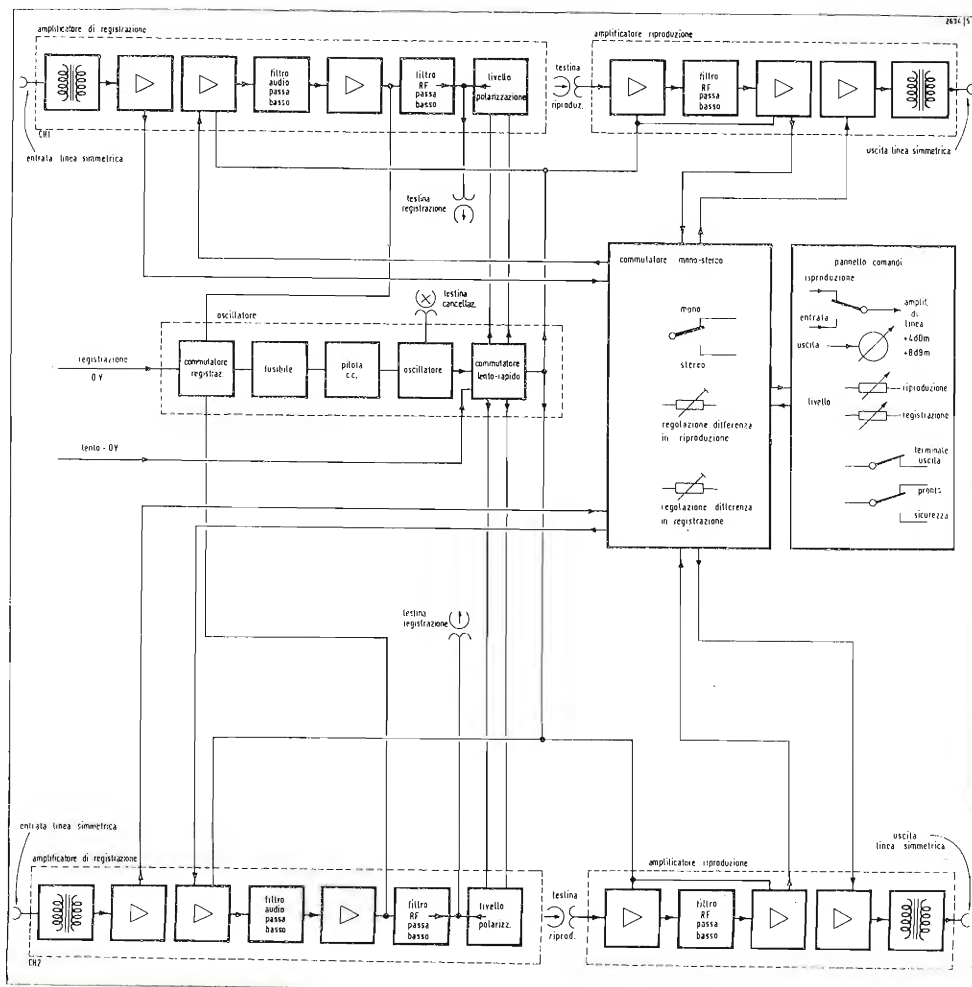 2694|5
amplificatore di registrazione
amplificatore riproduzione
filtro
audio
passa
basso
filtro
RF
passa
basso
livello
polarizzazione
testina
riproduz.
filtro
RF
passa
basso
CH1
entrata linea simmetrica
uscita linea simmetrica
testina
registrazione
commutatore mono-stereo
mono
stereo
regolazione differenza
in riproduzione
regolazione differenza
in registrazione
pannello comandi
riproduzione
entrata
amplif.
di
linea
uscita
+4d0m
+8d9m
livello
riproduzione
registrazione
terminale
uscita
pronto
sicurezza
testina
cancellaz.
oscillatore
registrazione
0V
commutatore
registraz.
fusibile
pilota
c.c.
oscillatore
commutatore
lento-rapido
lento - 0V
testina
registrazione
entrata linea simmetrica
uscita
linea simmetrica
amplificatore di registrazione
amplificatore riproduzione
filtro
audio
passa
basso
filtro
RF
passa
basso
livello
polarizz.
testina
riprod.
filtro
RF
passa
basso
CH2